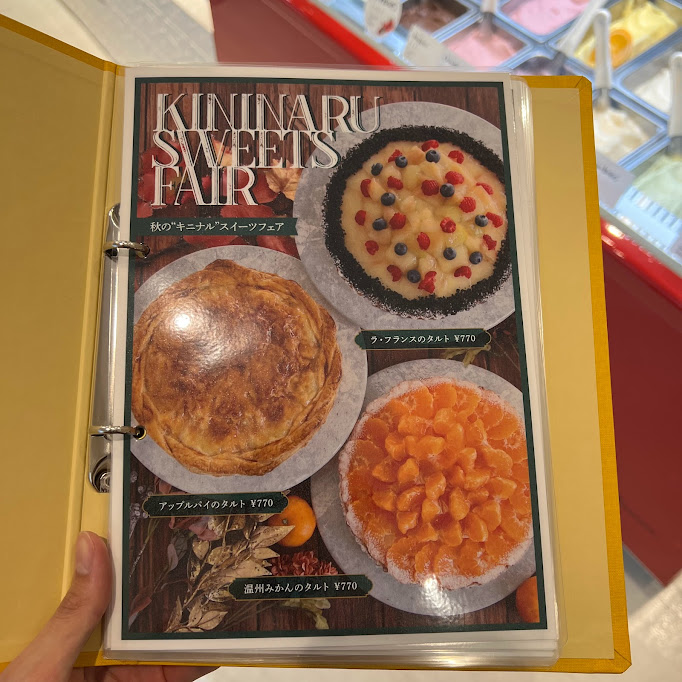 KININARU
SWEETS
FAIR
秋の"キニナル"スイーツフェア
ラ・フランスのタルト ¥770
アップルパイのタルト ¥770
温州みかんのタルト ¥770